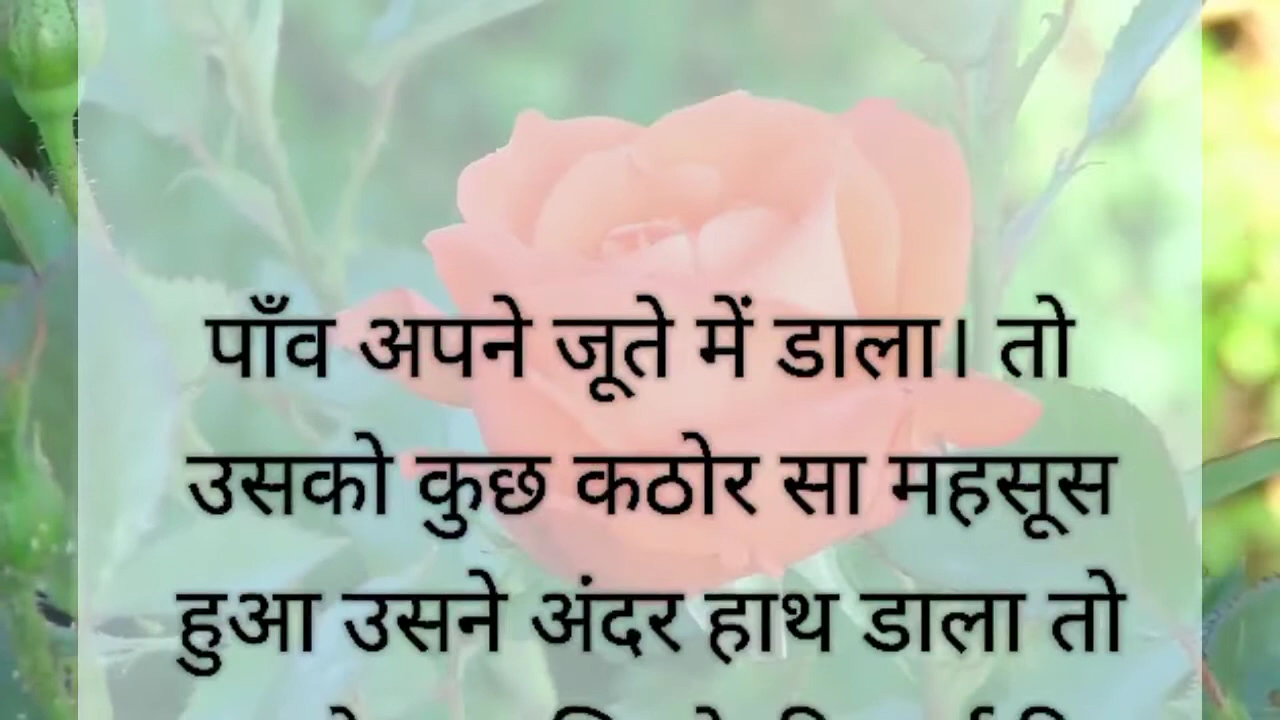 पाँव अपने जूते में डाला। तो
उसको कुछ कठोर सा महसूस
हुआ उसने अंदर हाथ डाला तो